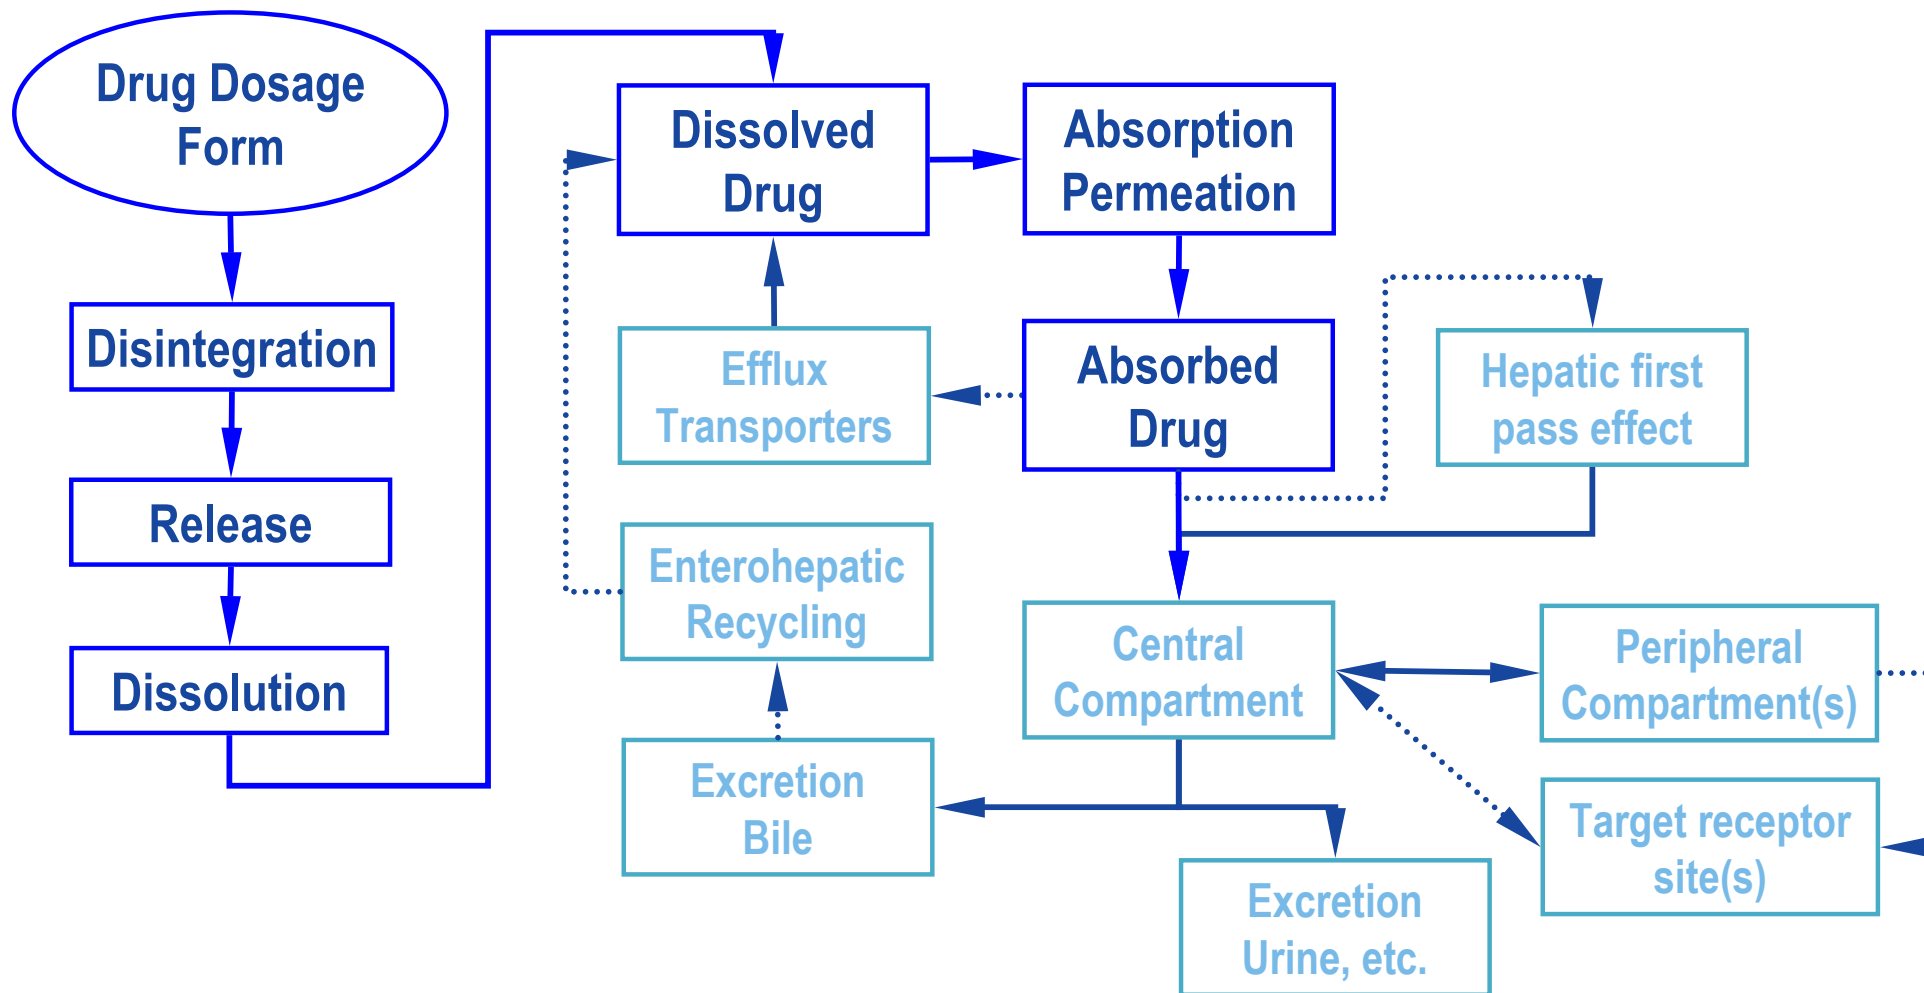 Drug Dosage
Form
Disintegration
Release
Dissolution
Dissolved
Drug
Absorption
Permeation
Efflux
Transporters
Absorbed
Drug
Hepatic first
pass effect
Enterohepatic
Recycling
Central
Compartment
Peripheral
Compartment(s)
Excretion
Bile
Target receptor
site(s)
Excretion
Urine, etc.